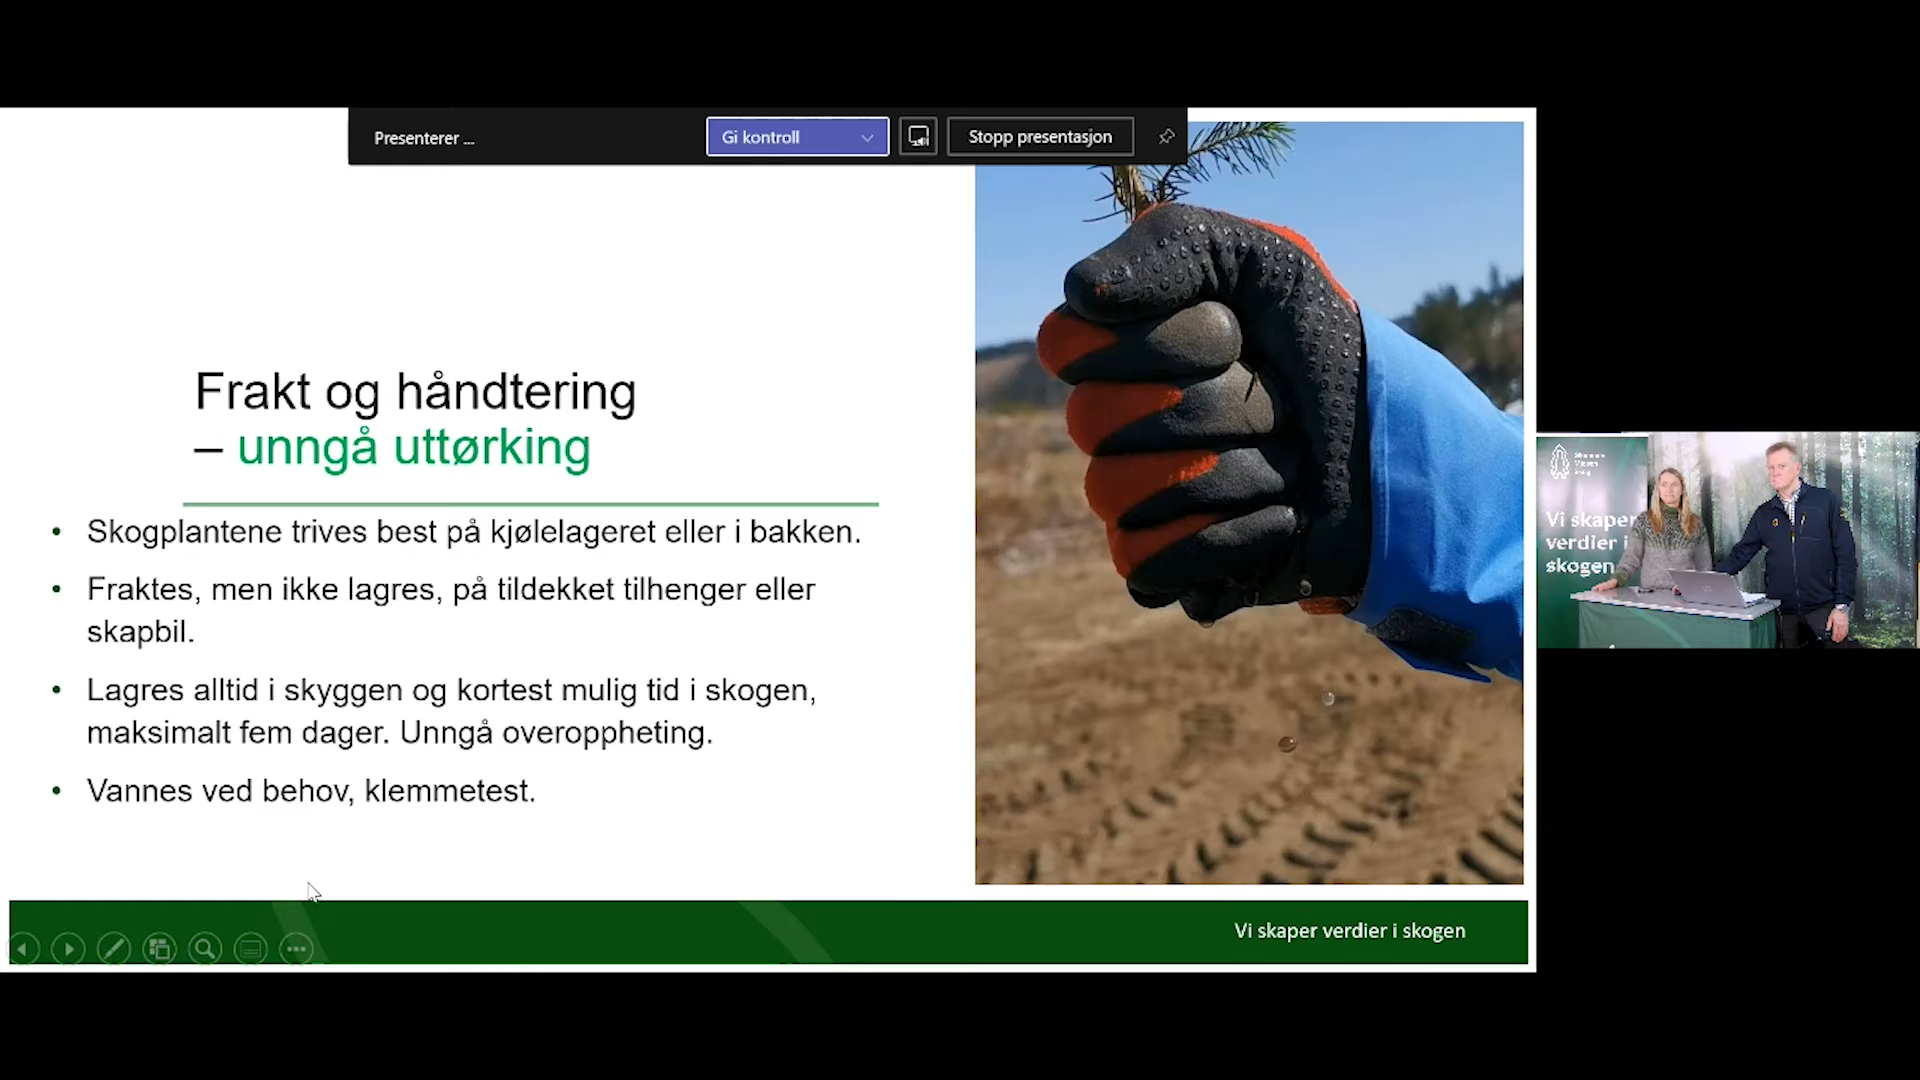 Presenterer ...
Gi kontroll
Stopp presentasjon
Frakt og håndtering
– unngå uttørking
• Skogplantene trives best på kjølelageret eller i bakken.
• Fraktes, men ikke lagres, på tildekket tilhenger eller
skapbil.
• Lagres alltid i skyggen og kortest mulig tid i skogen,
maksimalt fem dager. Unngå overoppheting.
• Vannes ved behov, klemmetest.
Vi skaper verdier i skogen
Vi skaper
verdier i
skogen